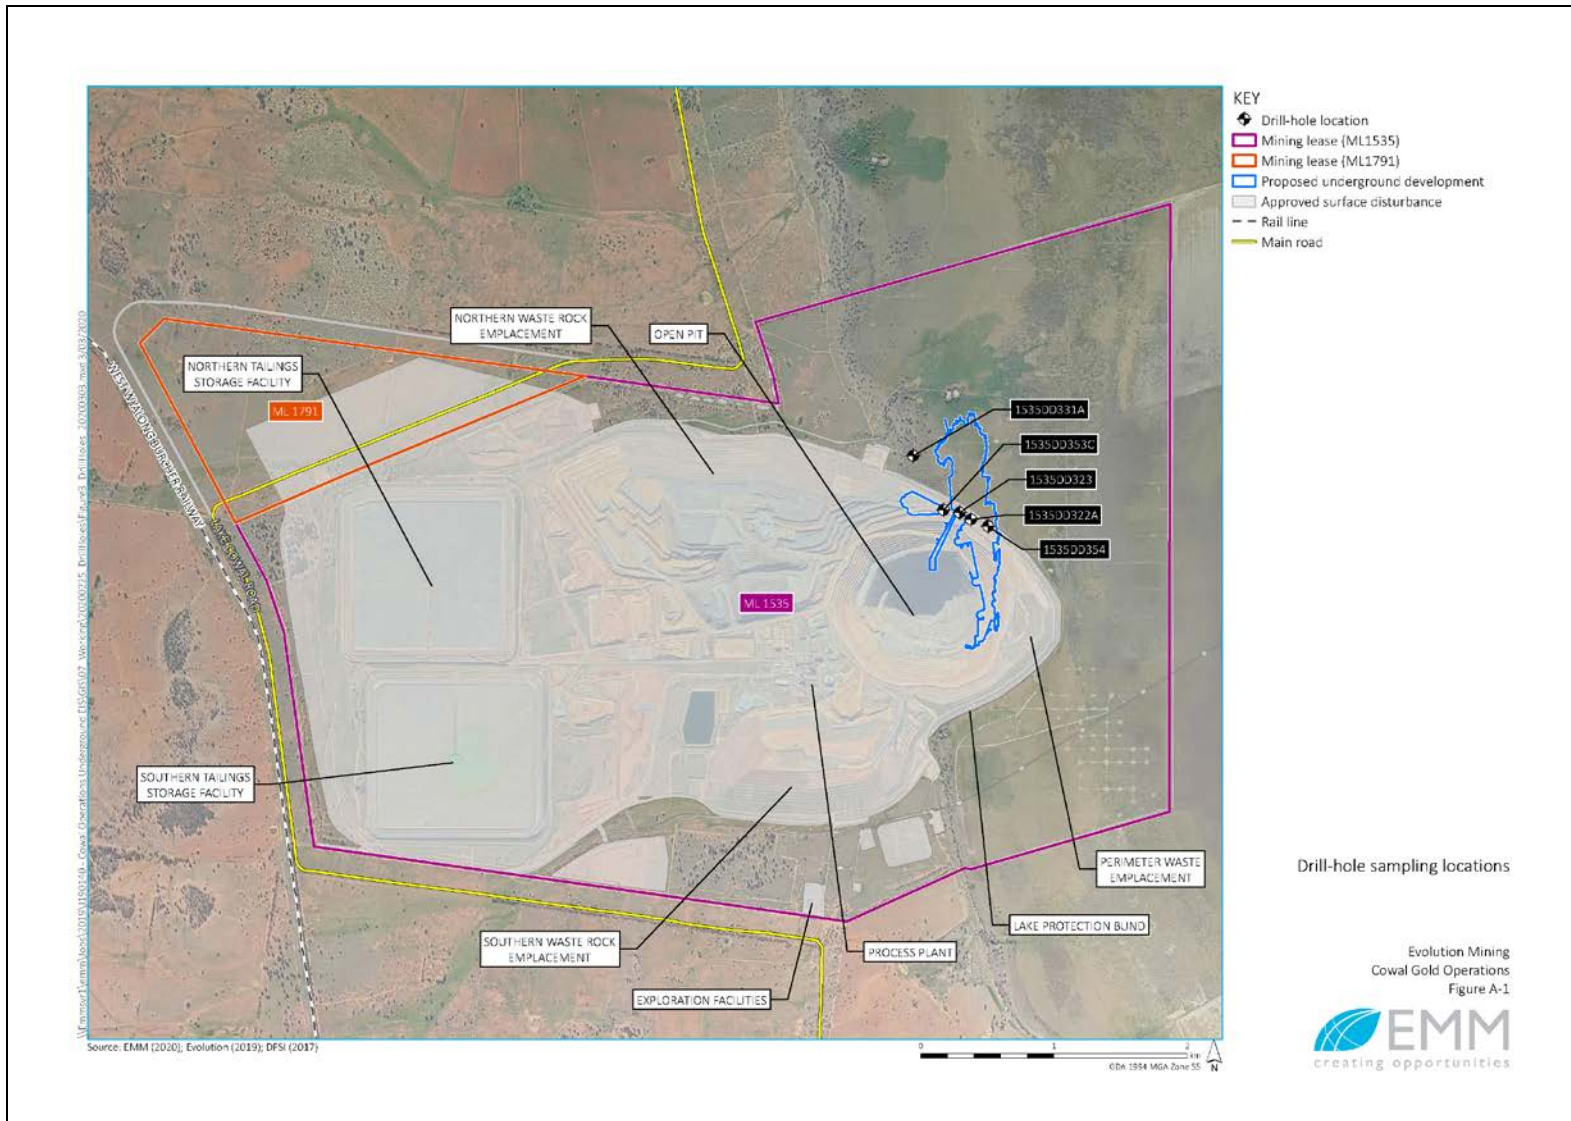 KEY
Drill-hole location
Mining lease (ML1535)
Mining lease (ML1791)
Proposed underground development
Approved surface disturbance
Rail line
Main road
NORTHERN WASTE ROCK
EMPLACEMENT
OPEN PIT
NORTHERN TAILINGS
STORAGE FACILITY
ML 1791
WEST WYALONG BURCHER RAILWAY
LAKE COWAL ROAD
1535DD331A
1535DD353C
1535DD323
1535DD322A
1535DD354
ML 1535
SOUTHERN TAILINGS
STORAGE FACILITY
PERIMETER WASTE
EMPLACEMENT
LAKE PROTECTION BUND
SOUTHERN WASTE ROCK
EMPLACEMENT
PROCESS PLANT
EXPLORATION FACILITIES
Source: EMM (2020); Evolution (2019); DFSI (2017)
0 1 2
km
GDA 1994 MGA Zone 55
N
Drill-hole sampling locations
Evolution Mining
Cowal Gold Operations
Figure A-1
EMM
creating opportunities